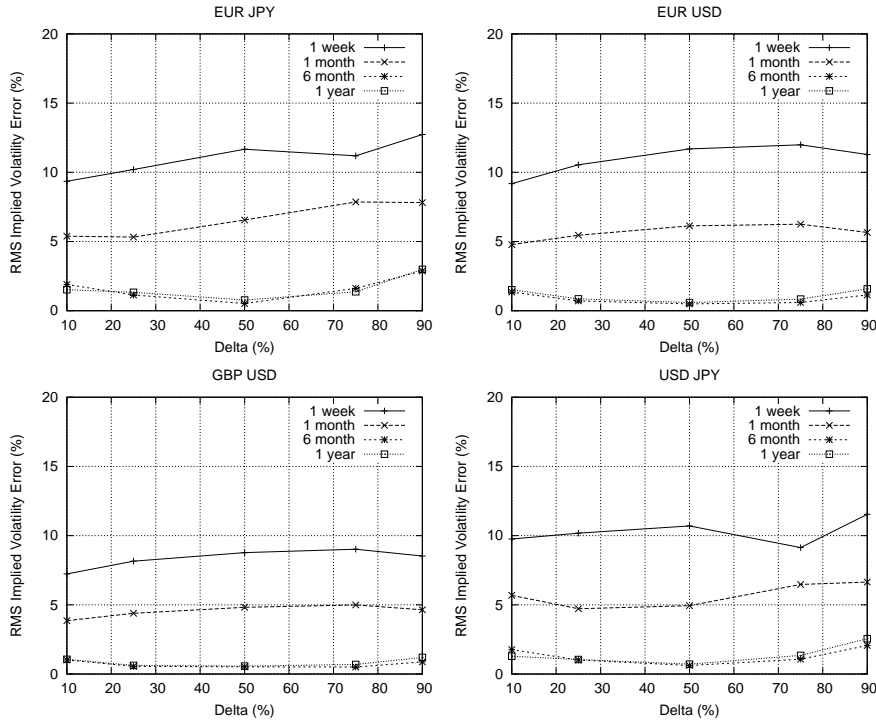 EUR JPY
RMS Implied Volatility Error (%)
20
15
10
5
0
1 week
1 month
6 month
1 year
10 20 30 40 50 60 70 80 90
Delta (%)
EUR USD
RMS Implied Volatility Error (%)
20
15
10
5
0
1 week
1 month
6 month
1 year
10 20 30 40 50 60 70 80 90
Delta (%)
GBP USD
RMS Implied Volatility Error (%)
20
15
10
5
0
1 week
1 month
6 month
1 year
10 20 30 40 50 60 70 80 90
Delta (%)
USD JPY
RMS Implied Volatility Error (%)
20
15
10
5
0
1 week
1 month
6 month
1 year
10 20 30 40 50 60 70 80 90
Delta (%)